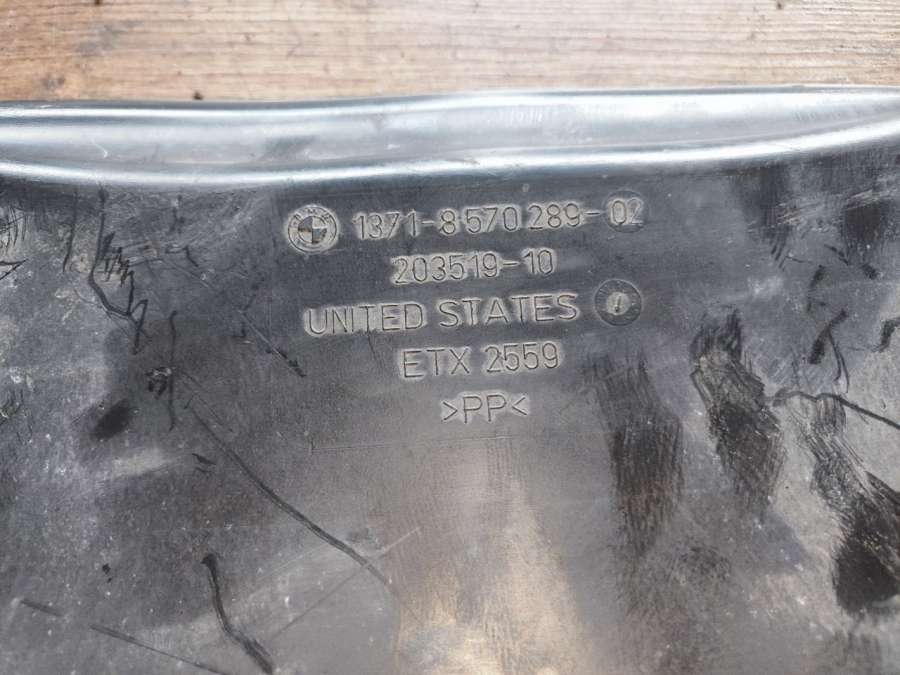 1371-8 570 289-02
203519-10
UNITED STATES
ETX 2559
>PP<